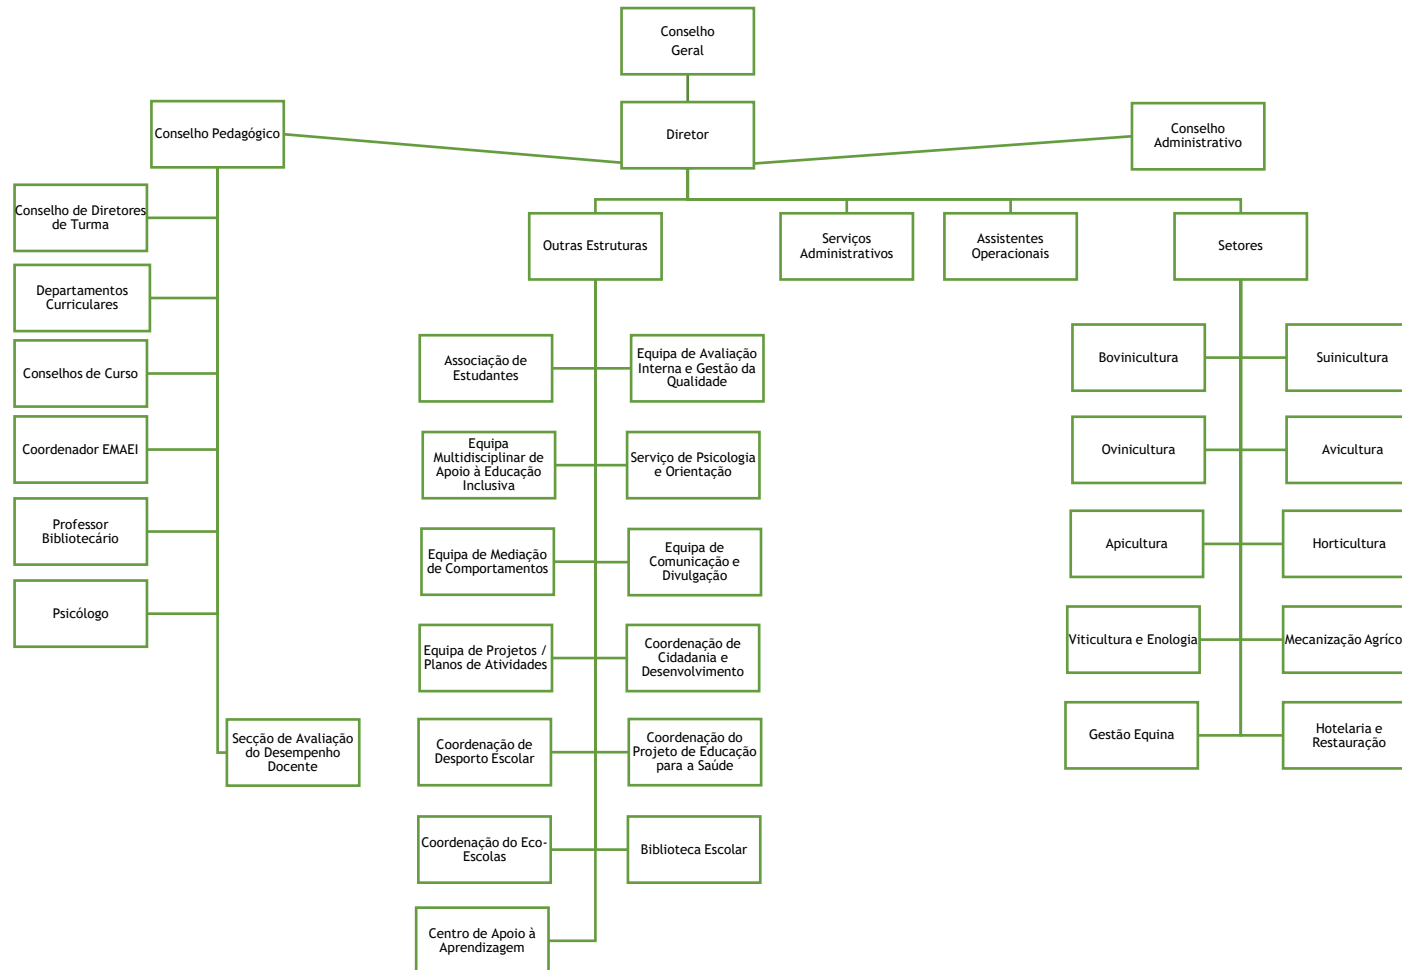 Conselho
Geral
Conselho Pedagógico
Diretor
Conselho
Administrativo
Conselho de Diretores
de Turma
Departamentos
Curriculares
Conselhos de Curso
Coordenador EMAEI
Professor
Bibliotecário
Psicólogo
Secção de Avaliação
do Desempenho
Docente
Outras Estruturas
Serviços
Administrativos
Assistentes
Operacionais
Setores
Associação de
Estudantes
Equipa de Avaliação
Interna e Gestão da
Qualidade
Equipa
Multidisciplinar de
Apoio à Educação
Inclusiva
Serviço de Psicologia
e Orientação
Equipa de Mediação
de Comportamentos
Equipa de
Comunicação e
Divulgação
Equipa de Projetos /
Planos de Atividades
Coordenação de
Cidadania e
Desenvolvimento
Coordenação de
Desporto Escolar
Coordenação do
Projeto de Educação
para a Saúde
Coordenação do Eco-
Escolas
Biblioteca Escolar
Centro de Apoio à
Aprendizagem
Bovinicultura
Suinicultura
Ovinicultura
Avicultura
Apicultura
Horticultura
Viticultura e Enologia
Mecanização Agríco
Gestão Equina
Hotelaria e
Restauração